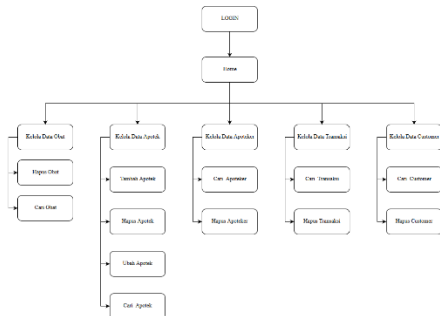 LOGIN
Home
Kelola Data Obat
Kelola Data Apotek
Kelola Data Apoteker
Kelola Data Transaksi
Kelola Data Customer
Hapus Obat
Tambah Apotek
Cari Apoteker
Cari Transaksi
Cari Customer
Cari Obat
Hapus Apotek
Hapus Apoteker
Hapus Transaksi
Hapus Customer
Ubah Apotek
Cari Apotek